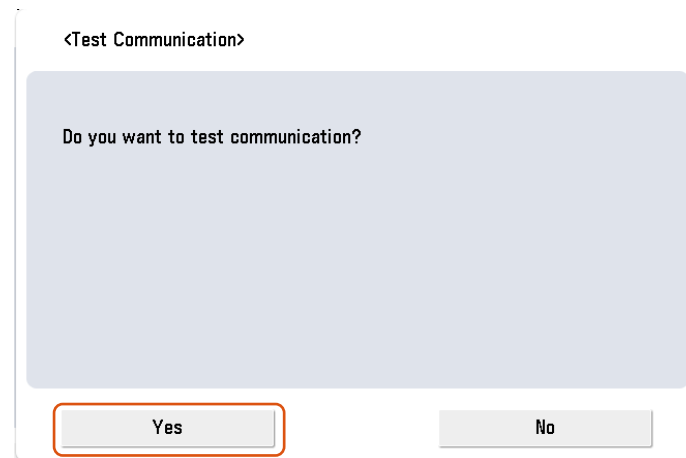 <Test Communication>
Do you want to test communication?
Yes
No